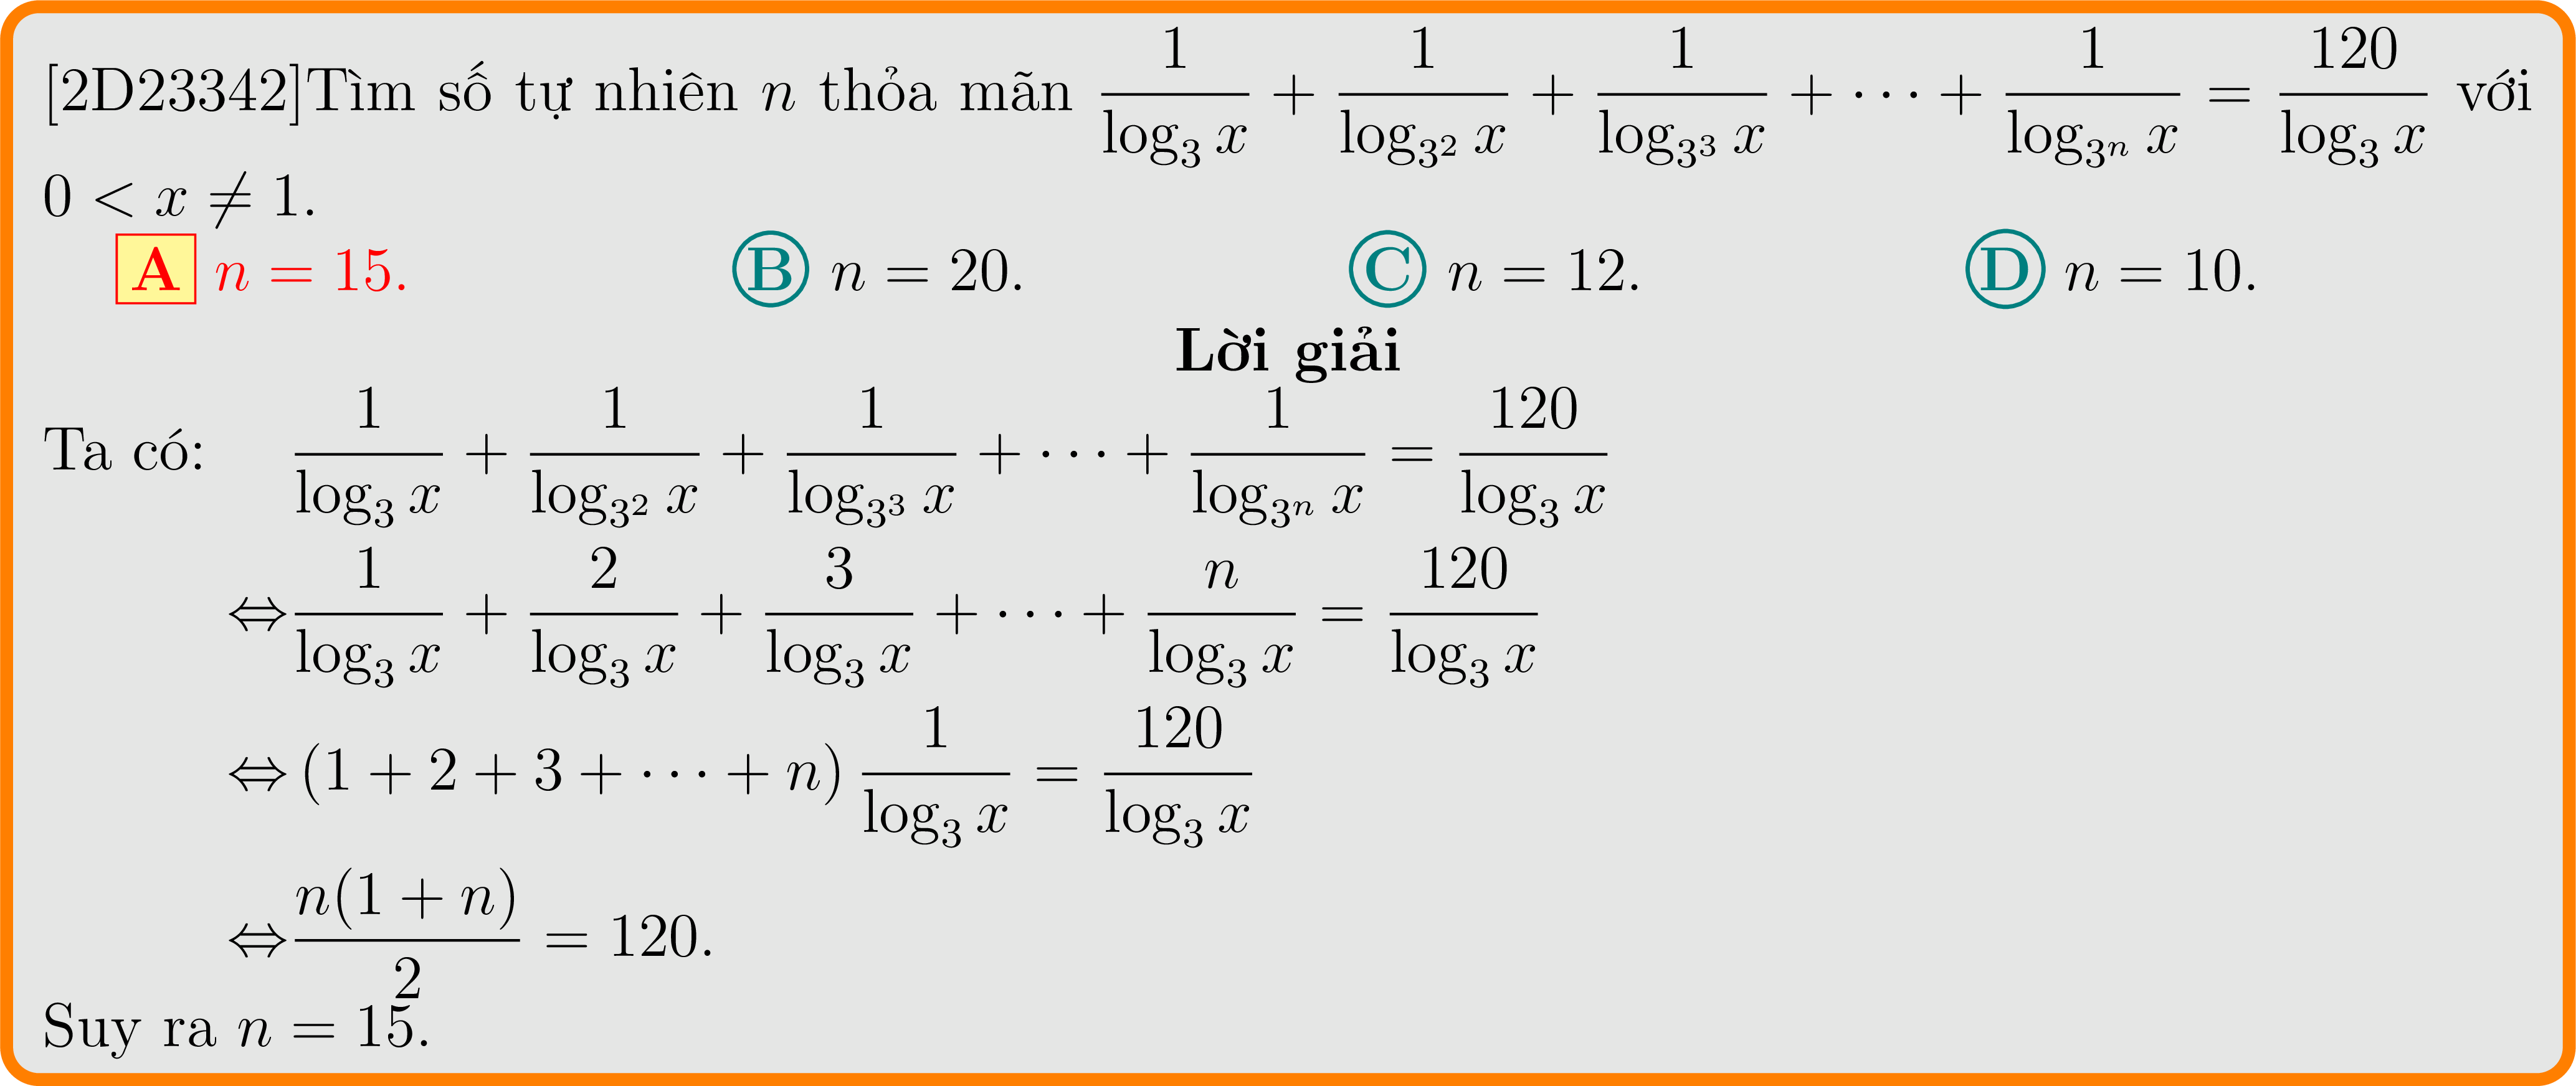 [2D23342]Tìm số tự nhiên n thỏa mãn \frac{1}{\log_3 x} + \frac{1}{\log_{3^2} x} + \frac{1}{\log_{3^3} x} + \cdots + \frac{1}{\log_{3^n} x} = \frac{120}{\log_3 x} với
0 < x ≠ 1.
A n = 15. B n = 20. C n = 12. D n = 10.
Lời giải
Ta có: \frac{1}{\log_3 x} + \frac{1}{\log_{3^2} x} + \frac{1}{\log_{3^3} x} + \cdots + \frac{1}{\log_{3^n} x} = \frac{120}{\log_3 x}
⇔ \frac{1}{\log_3 x} + \frac{2}{\log_3 x} + \frac{3}{\log_3 x} + \cdots + \frac{n}{\log_3 x} = \frac{120}{\log_3 x}
⇔ (1 + 2 + 3 + \cdots + n) \frac{1}{\log_3 x} = \frac{120}{\log_3 x}
⇔ \frac{n(1 + n)}{2} = 120.
Suy ra n = 15.